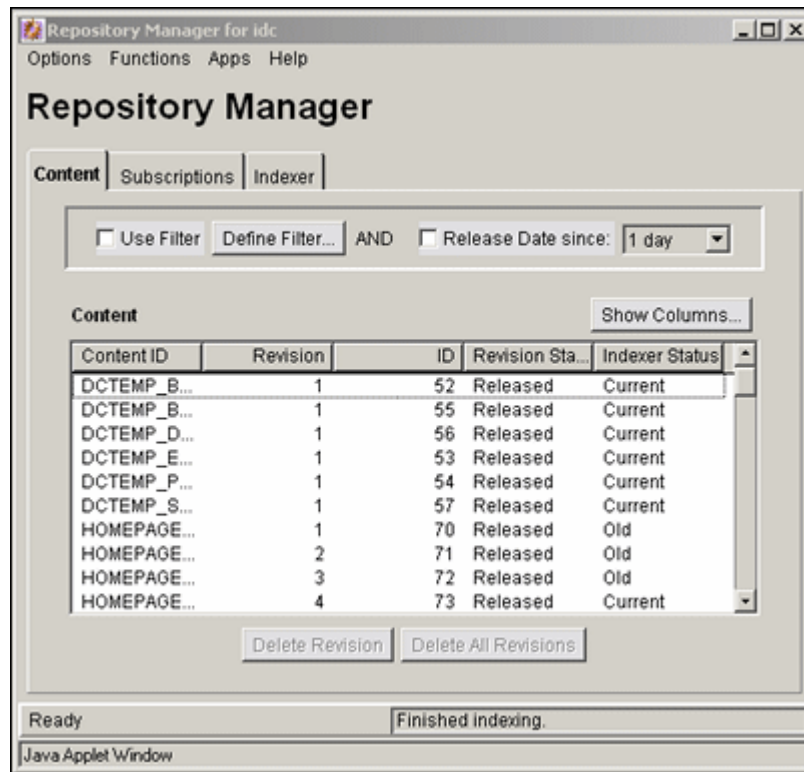 Repository Manager for idc
Options Functions Apps Help
Repository Manager
Content Subscriptions Indexer
Use Filter Define Filter... AND Release Date since: 1 day
Content Show Columns...
Content ID Revision ID Revision Sta... Indexer Status
DCTEMP_B... 1 52 Released Current
DCTEMP_B... 1 55 Released Current
DCTEMP_D... 1 56 Released Current
DCTEMP_E... 1 53 Released Current
DCTEMP_P... 1 54 Released Current
DCTEMP_S... 1 57 Released Current
HOMEPAGE... 1 70 Released Old
HOMEPAGE... 2 71 Released Old
HOMEPAGE... 3 72 Released Old
HOMEPAGE... 4 73 Released Current
Delete Revision Delete All Revisions
Ready Finished indexing.
Java Applet Window